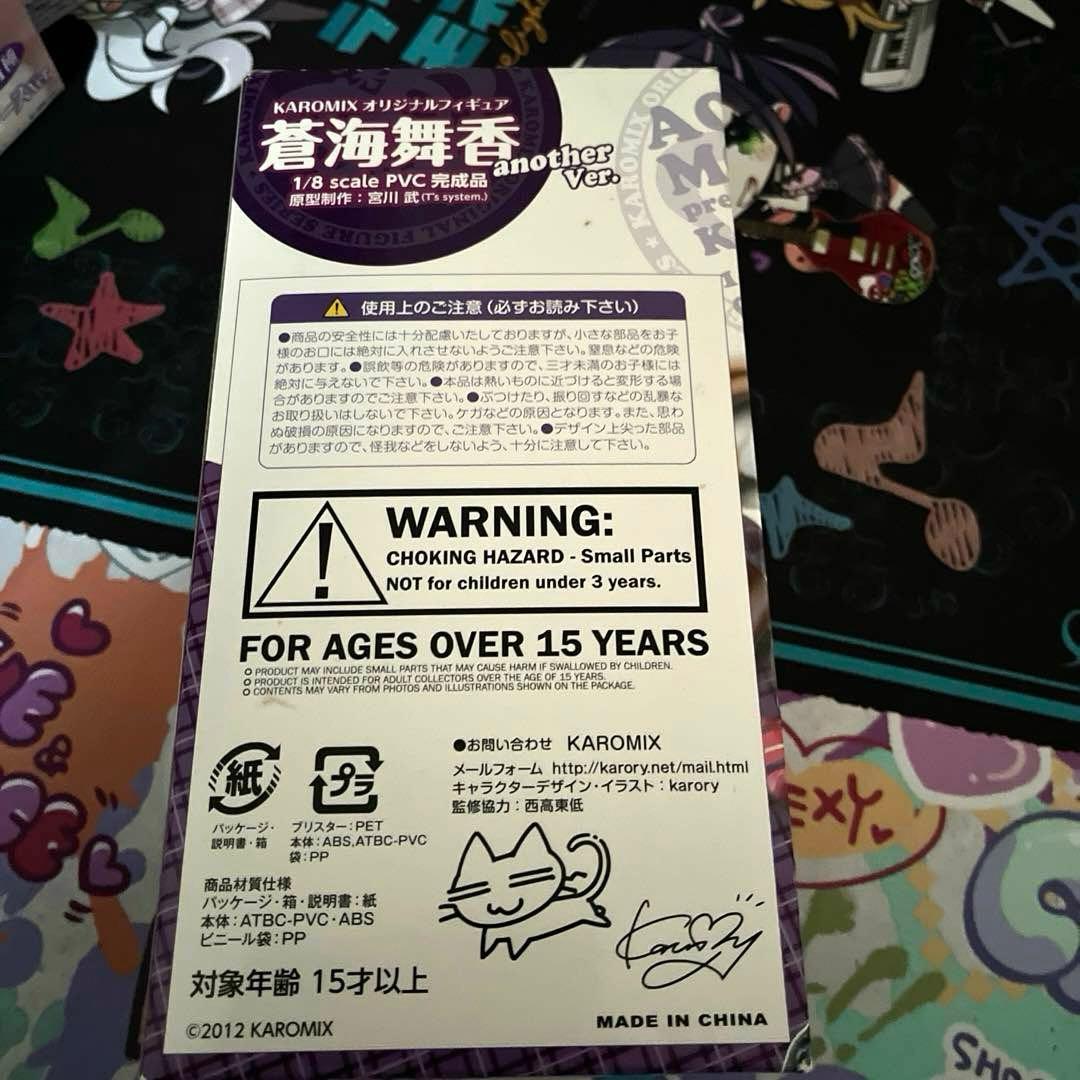 KAROMIX オリジナルフィギュア
蒼海舞香
another
Ver.
1/8 scale PVC 完成品
原型制作：宮川 武(T's system.)
使用上のご注意（必ずお読み下さい）
●商品の安全性には十分配慮いたしておりますが、小さな部品をお子
様のお口には絶対に入れさせないようご注意下さい。窒息などの危険
があります。●誤飲等の危険がありますので、三才未満のお子様には
絶対に与えないで下さい。●本品は熱いものに近づけると変形する場
合がありますのでご注意下さい。●ぶつけたり、振り回すなどの乱暴な
お取り扱いはしないで下さい。ケガなどの原因となります。また、思わ
ぬ破損の原因になりますので、ご注意下さい。●デザイン上尖った部品
がありますので、怪我などをしないよう、十分に注意して下さい。
WARNING:
CHOKING HAZARD - Small Parts
NOT for children under 3 years.
FOR AGES OVER 15 YEARS
O PRODUCT MAY INCLUDE SMALL PARTS THAT MAY CAUSE HARM IF SWALLOWED BY CHILDREN.
O PRODUCT IS INTENDED FOR ADULT COLLECTORS OVER THE AGE OF 15 YEARS.
O CONTENTS MAY VARY FROM PHOTOS AND ILLUSTRATIONS SHOWN ON THE PACKAGE.
紙
パッケージ・
説明書・箱
プラ
ブリスター：PET
本体：ABS,ATBC-PVC
袋：PP
●お問い合わせ KAROMIX
メールフォーム http://karory.net/mail.html
キャラクターデザイン・イラスト：karory
監修協力：西高東低
商品材質仕様
パッケージ・箱・説明書：紙
本体：ATBC-PVC・ABS
ビニール袋：PP
Karory
対象年齢 15才以上
©2012 KAROMIX
MADE IN CHINA